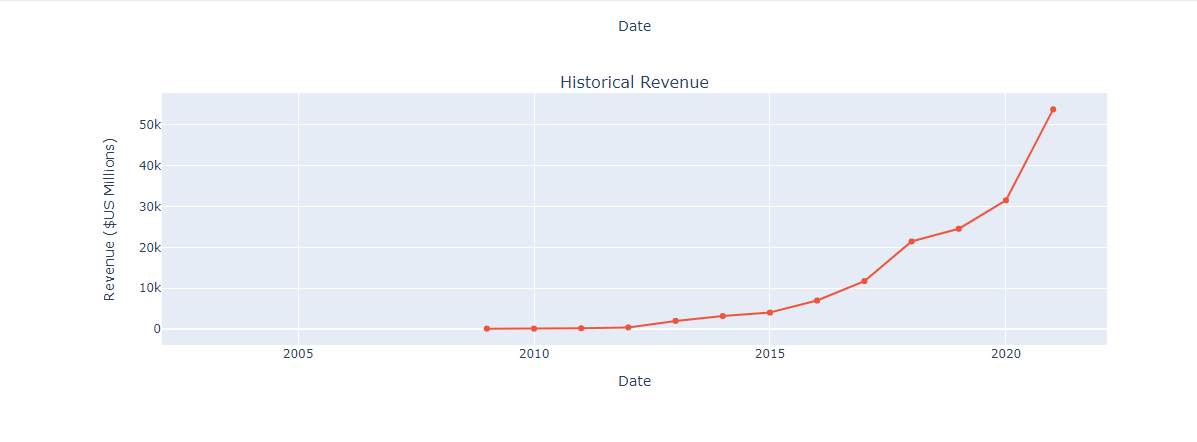 Date
Historical Revenue
Revenue ($US Millions)
50k
40k
30k
20k
10k
0
2005 2010 2015 2020
Date